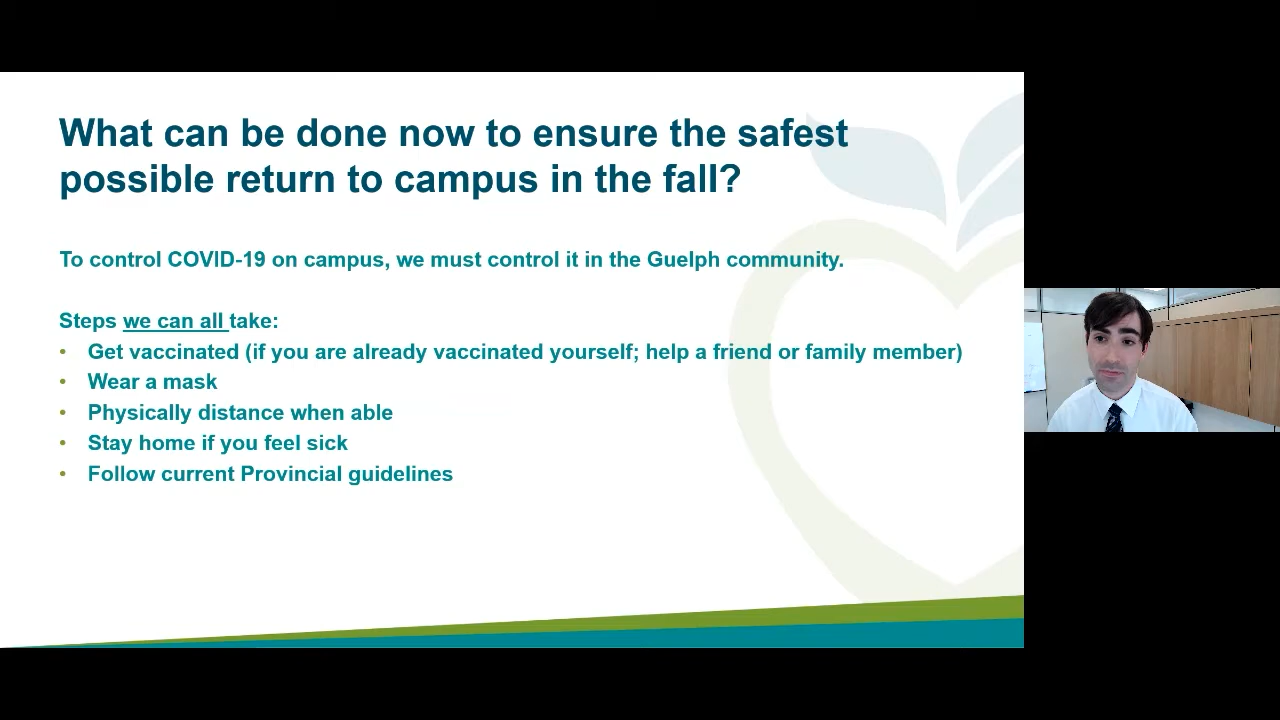 What can be done now to ensure the safest
possible return to campus in the fall?
To control COVID-19 on campus, we must control it in the Guelph community.
Steps we can all take:
• Get vaccinated (if you are already vaccinated yourself; help a friend or family member)
• Wear a mask
• Physically distance when able
• Stay home if you feel sick
• Follow current Provincial guidelines